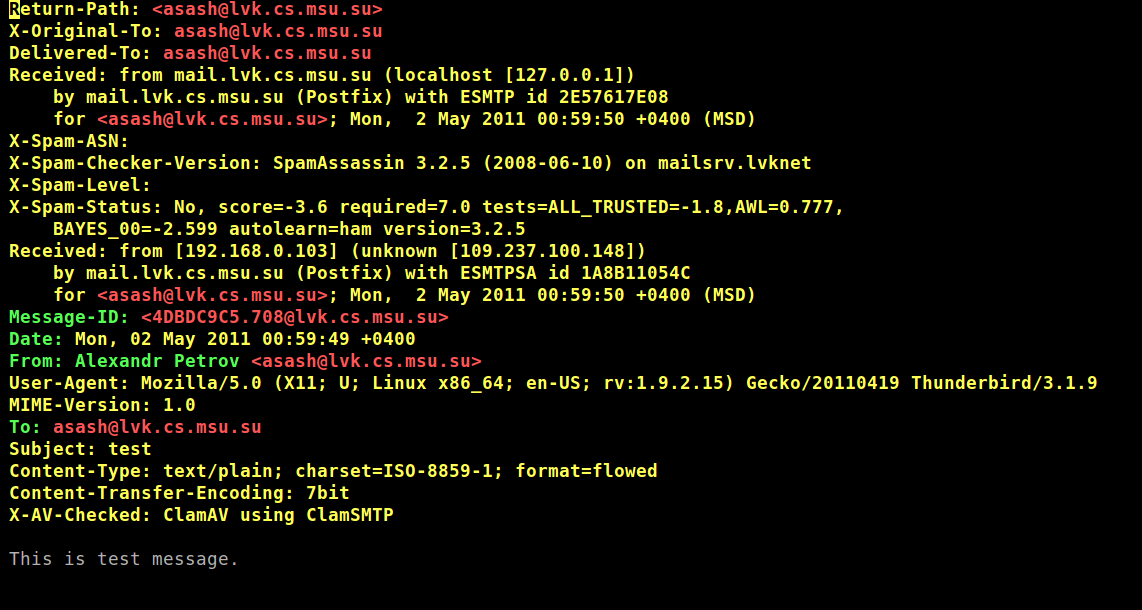 Return-Path: <asash@lvk.cs.msu.su>
X-Original-To: asash@lvk.cs.msu.su
Delivered-To: asash@lvk.cs.msu.su
Received: from mail.lvk.cs.msu.su (localhost [127.0.0.1])
    by mail.lvk.cs.msu.su (Postfix) with ESMTP id 2E57617E08
    for <asash@lvk.cs.msu.su>; Mon,  2 May 2011 00:59:50 +0400 (MSD)
X-Spam-ASN:
X-Spam-Checker-Version: SpamAssassin 3.2.5 (2008-06-10) on mailsrv.lvknet
X-Spam-Level:
X-Spam-Status: No, score=-3.6 required=7.0 tests=ALL_TRUSTED=-1.8,AWL=0.777,
    BAYES_00=-2.599 autolearn=ham version=3.2.5
Received: from [192.168.0.103] (unknown [109.237.100.148])
    by mail.lvk.cs.msu.su (Postfix) with ESMTPSA id 1A8B11054C
    for <asash@lvk.cs.msu.su>; Mon,  2 May 2011 00:59:50 +0400 (MSD)
Message-ID: <4DBDC9C5.708@lvk.cs.msu.su>
Date: Mon, 02 May 2011 00:59:49 +0400
From: Alexandr Petrov <asash@lvk.cs.msu.su>
User-Agent: Mozilla/5.0 (X11; U; Linux x86_64; en-US; rv:1.9.2.15) Gecko/20110419 Thunderbird/3.1.9
MIME-Version: 1.0
To: asash@lvk.cs.msu.su
Subject: test
Content-Type: text/plain; charset=ISO-8859-1; format=flowed
Content-Transfer-Encoding: 7bit
X-AV-Checked: ClamAV using ClamSMTP

This is test message.